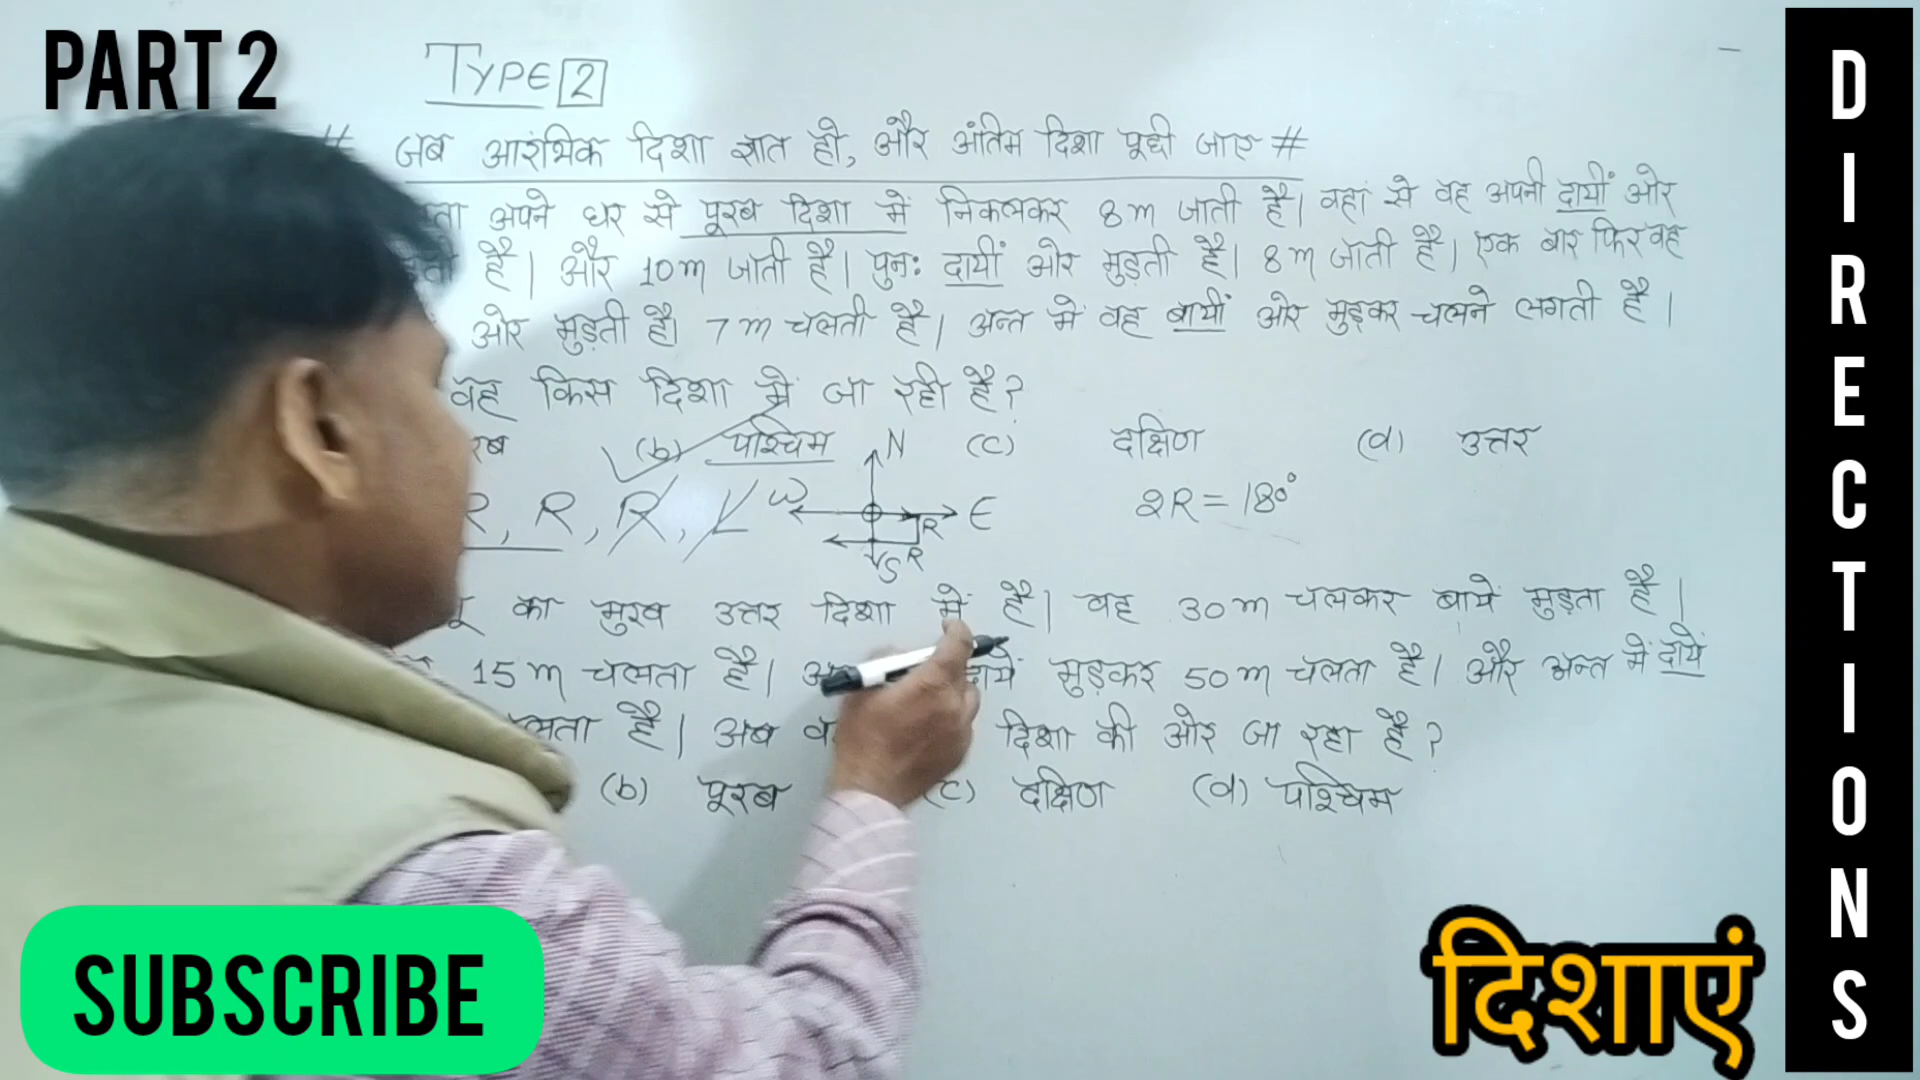 PART 2
TYPE 2
# जब आरंभिक दिशा ज्ञात हो, और अंतिम दिशा पूछी जाए #
ता अपने घर से पूरब दिशा में निकलकर 8 m जाती है। वहां से वह अपनी दायीं ओर
है। और 10 m जाती है। पुनः दायीं ओर मुड़ती है। 8 m जाती है। एक बार फिर वह
ओर मुड़ती है। 7 m चलती है। अन्त में वह बायीं ओर मुड़कर चलने लगती है।
वह किस दिशा में जा रही है?
रब (b) पश्चिम (c) दक्षिण (d) उत्तर
R, R, R, L
N
W
E
R
R
S
2R = 180°
का मुख उत्तर दिशा में है। वह 30 m चलकर बायें मुड़ता है।
15 m चलता है। दायें मुड़कर 50 m चलता है। और अन्त में दायें
लता है। अब दिशा की ओर जा रहा है?
(b) पूरब (c) दक्षिण (d) पश्चिम
SUBSCRIBE
दिशाएं
DIRECTIONS